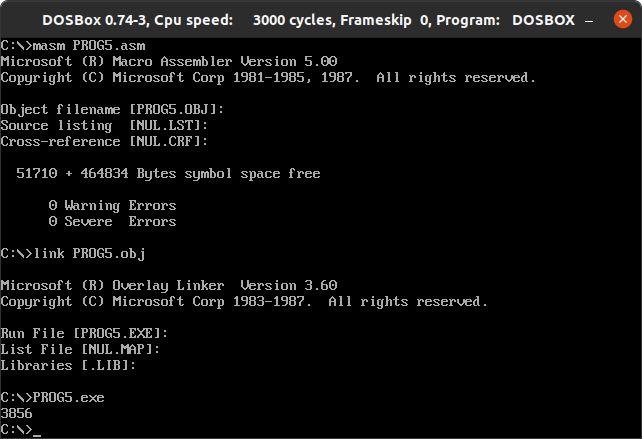 DOSBox 0.74-3, Cpu speed:    3000 cycles, Frameskip  0, Program:   DOSBOX
C:\>masm PROG5.asm
Microsoft (R) Macro Assembler Version 5.00
Copyright (C) Microsoft Corp 1981-1985, 1987.  All rights reserved.
Object filename [PROG5.OBJ]:
Source listing  [NUL.LST]:
Cross-reference [NUL.CRF]:
  51710 + 464834 Bytes symbol space free
      0 Warning Errors
      0 Severe  Errors
C:\>link PROG5.obj
Microsoft (R) Overlay Linker  Version 3.60
Copyright (C) Microsoft Corp 1983-1987.  All rights reserved.
Run File [PROG5.EXE]:
List File [NUL.MAP]:
Libraries [.LIB]:
C:\>PROG5.exe
3856
C:\>_